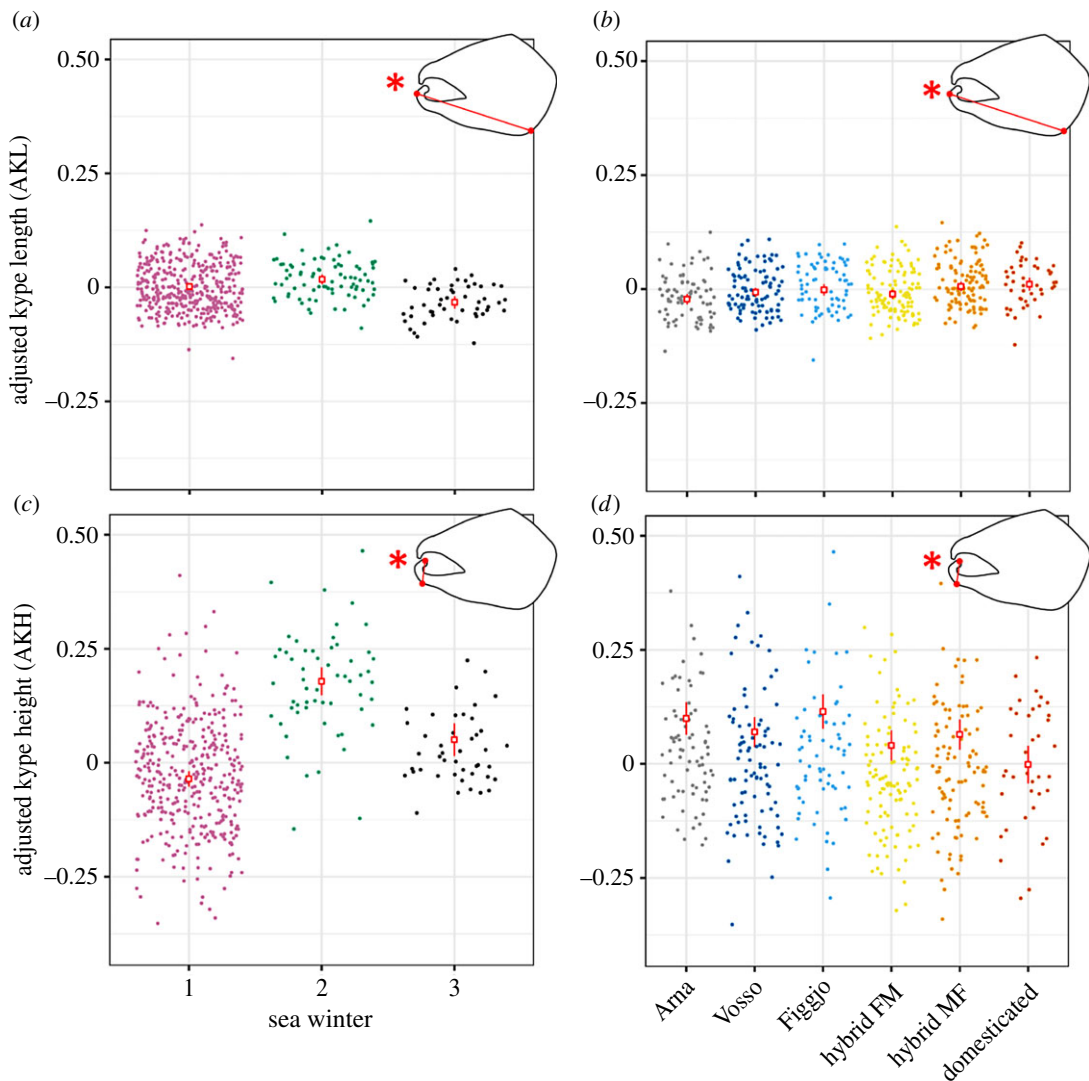 (a)
(b)
0.50
0.25
0
–0.25
adjusted kype length (AKL)
*
0.50
0.25
0
–0.25
*
(c)
(d)
0.50
0.25
0
–0.25
adjusted kype height (AKH)
*
1
2
3
sea winter
0.50
0.25
0
–0.25
*
Arna
Vosso
Figgjo
hybrid FM
hybrid MF
domesticated